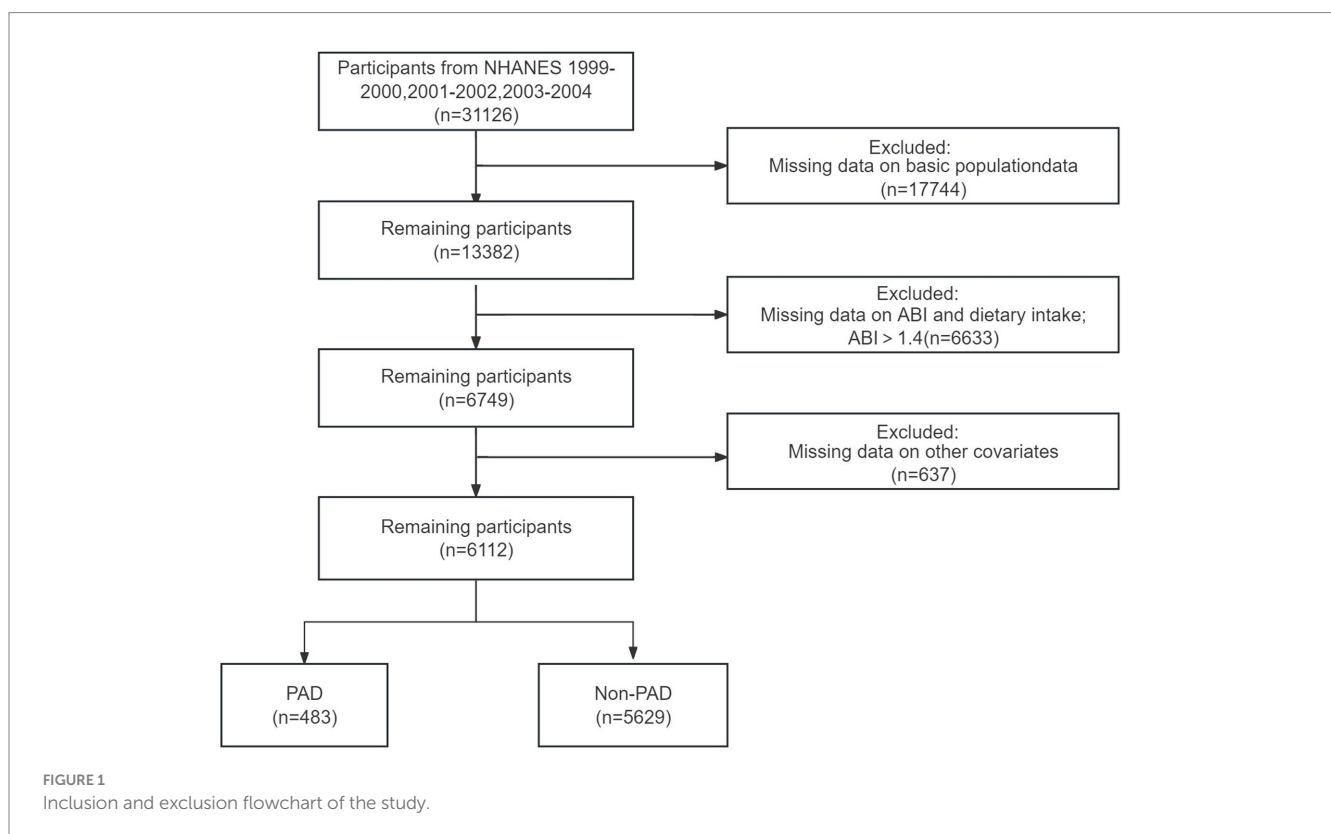 Participants from NHANES 1999-
2000,2001-2002,2003-2004
(n=31126)
Excluded:
Missing data on basic populationdata
(n=17744)
Remaining participants
(n=13382)
Excluded:
Missing data on ABI and dietary intake;
ABI > 1.4(n=6633)
Remaining participants
(n=6749)
Excluded:
Missing data on other covariates
(n=637)
Remaining participants
(n=6112)
PAD
(n=483)
Non-PAD
(n=5629)
FIGURE 1
Inclusion and exclusion flowchart of the study.